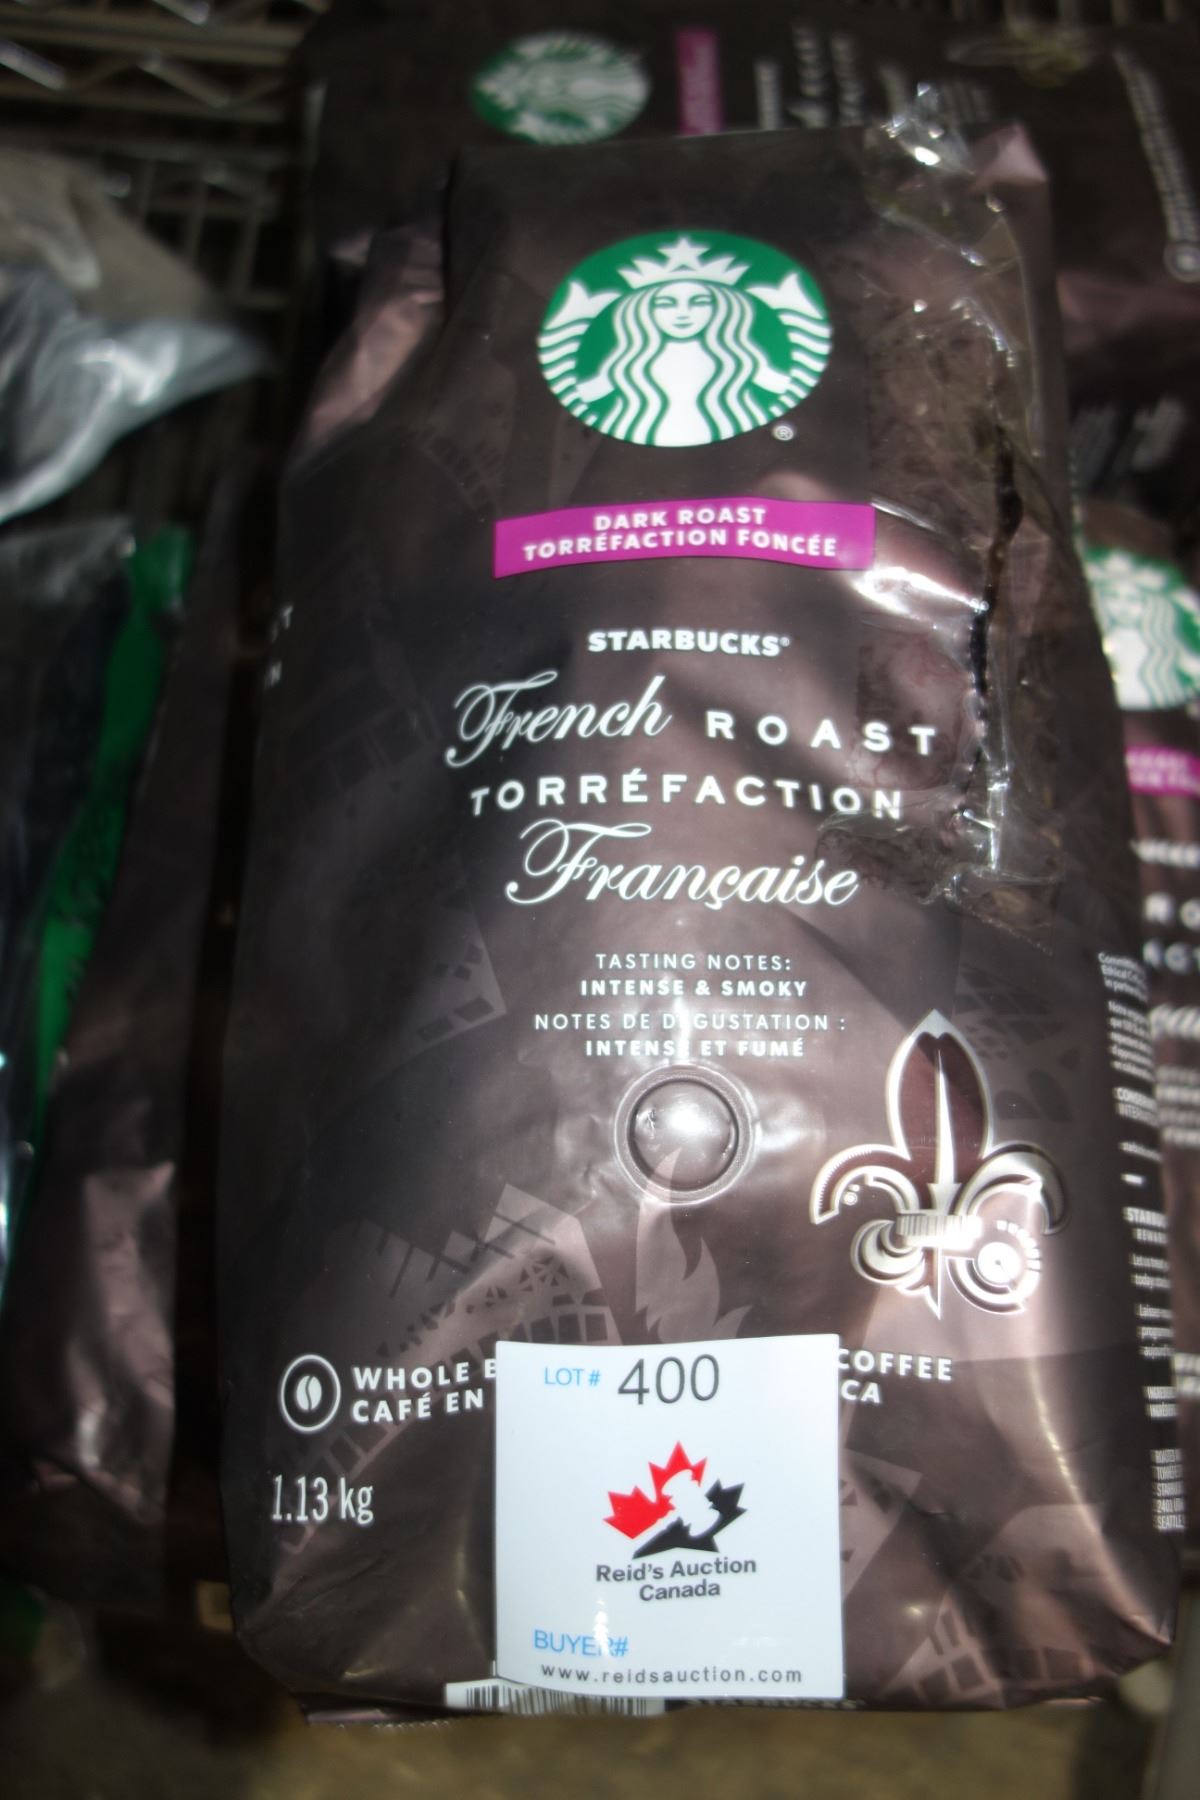 DARK ROAST
TORRÉFACTION FONCÉE
STARBUCKS®
French ROAST
TORRÉFACTION
Française
TASTING NOTES:
INTENSE & SMOKY
NOTES DE D GUSTATION :
INTENS ET FUMÉ
WHOLE B COFFEE
CAFÉ EN CA
1.13 kg
LOT# 400
Reid's Auction
Canada
BUYER#
www.reidsauction.com